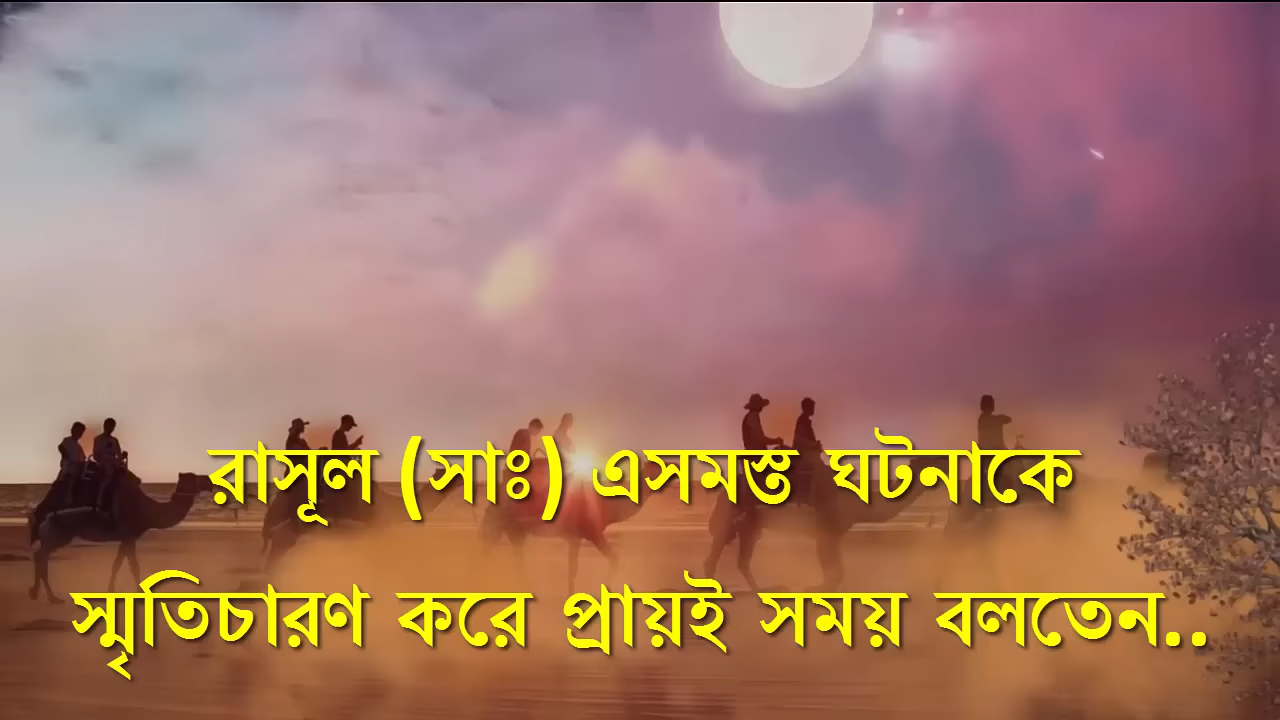 রাসূল (সাঃ) এসমস্ত ঘটনাকে
স্মৃতিচারণ করে প্রায়ই সময় বলতেন..